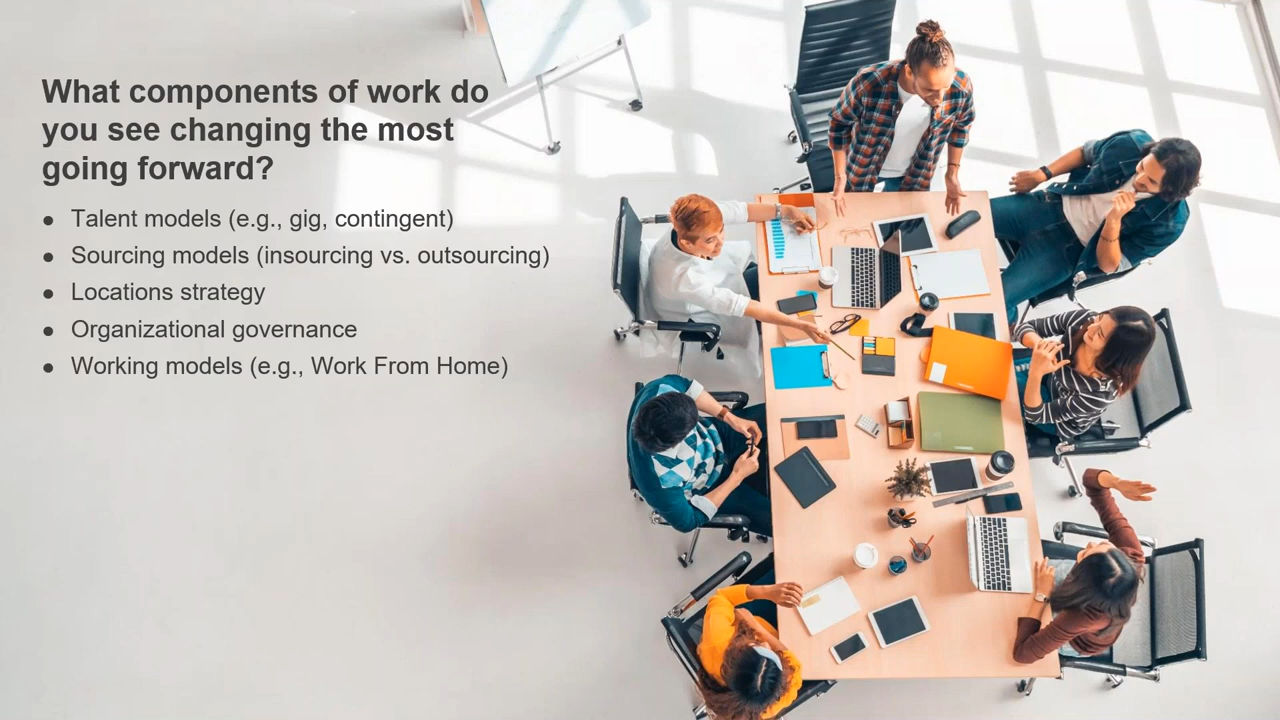 What components of work do
you see changing the most
going forward?
● Talent models (e.g., gig, contingent)
● Sourcing models (insourcing vs. outsourcing)
● Locations strategy
● Organizational governance
● Working models (e.g., Work From Home)